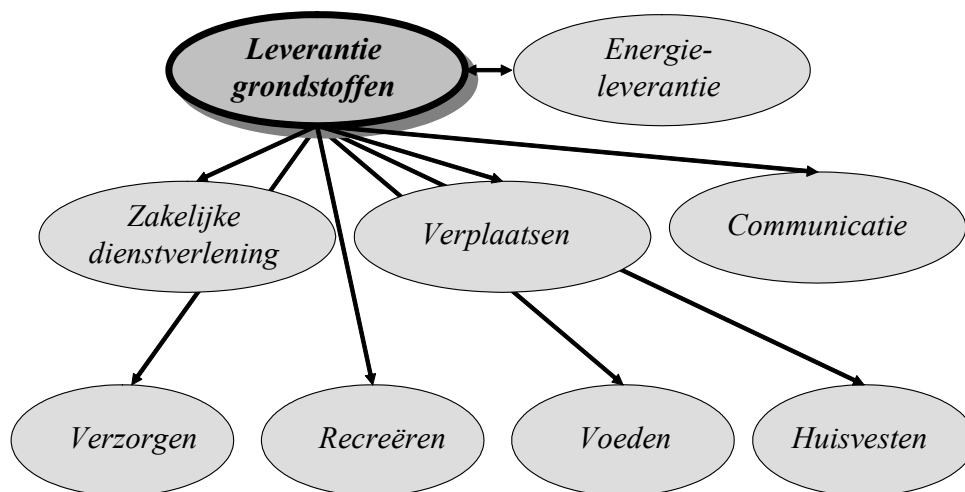 Leverantie
grondstoffen
Energie-
leverantie
Zakelijke
dienstverlening
Verplaatsen
Communicatie
Verzorgen
Recreëren
Voeden
Huisvesten